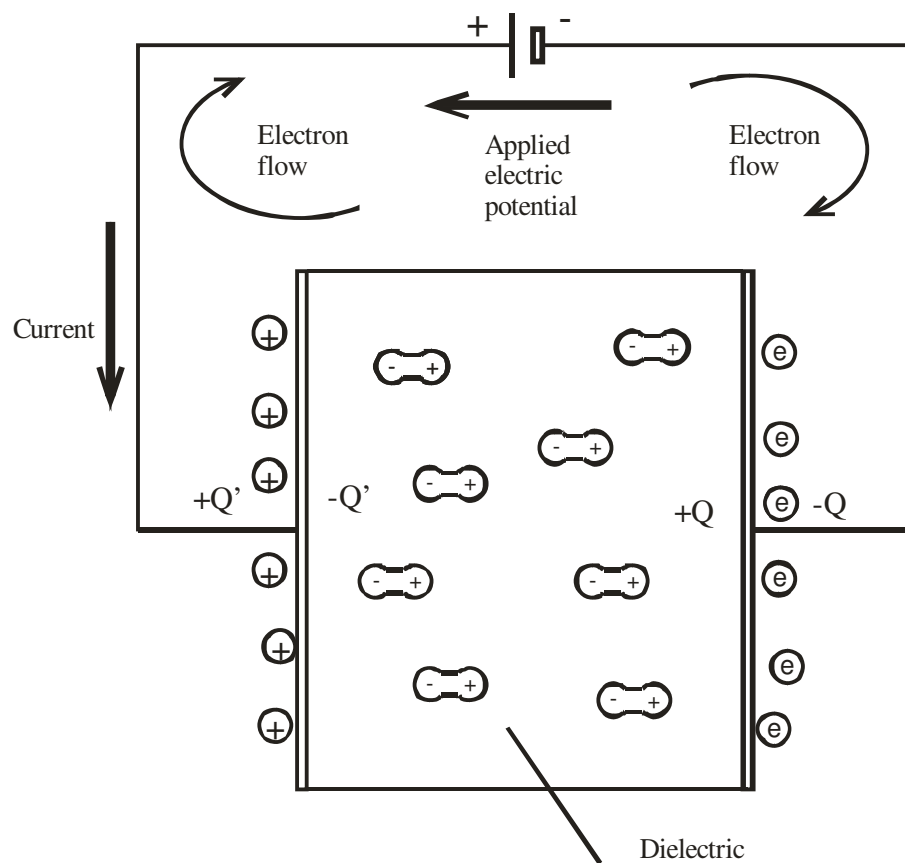 + -
Electron
flow
Applied
electric
potential
Electron
flow
Current
+ - +
- + e
+
- + e
+ - +
+Q’ -Q’ +Q e -Q
+ - + - + e
+ e
- + - +
+ e
Dielectric